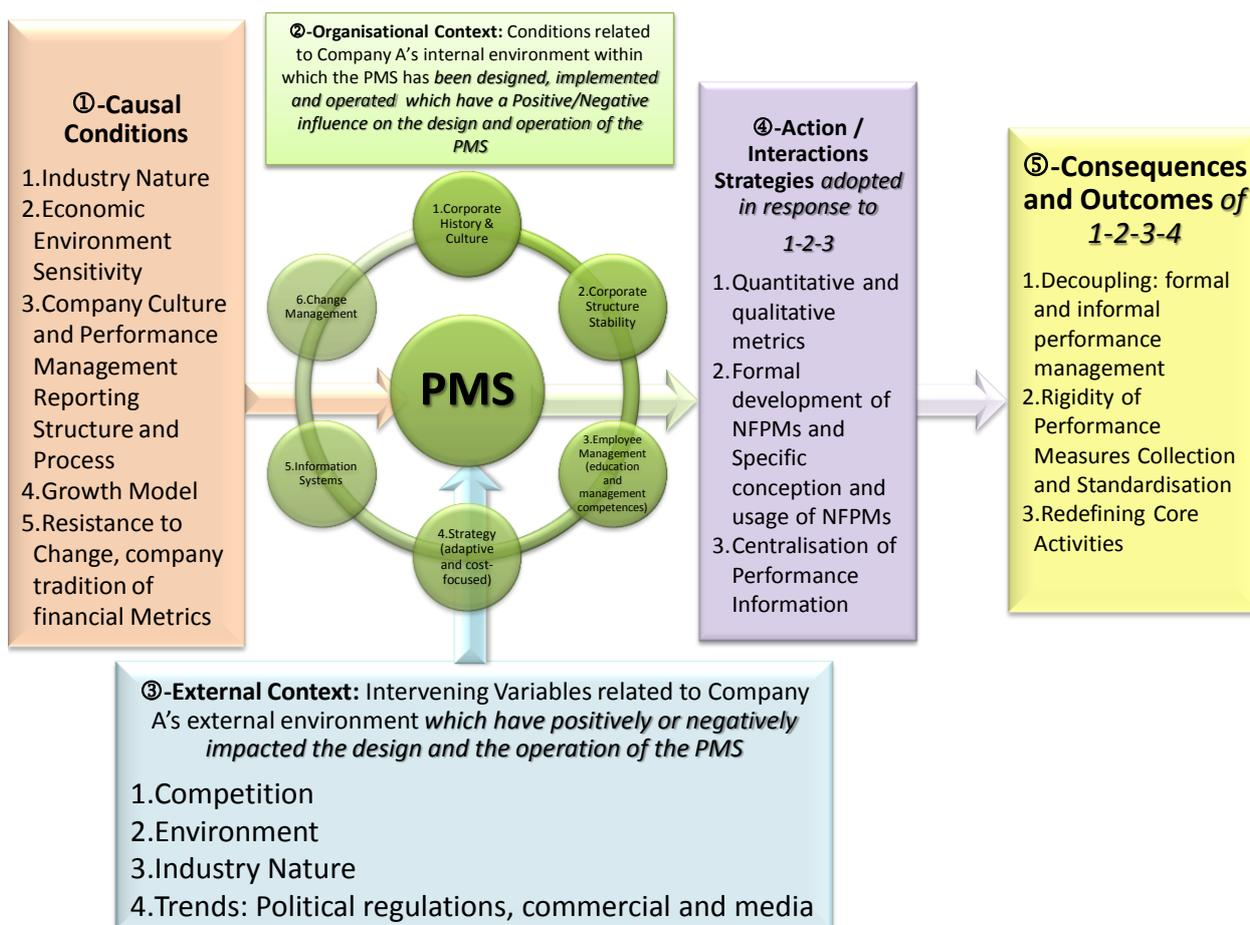 ①-Causal
Conditions
1.Industry Nature
2.Economic
Environment
Sensitivity
3.Company Culture
and Performance
Management
Reporting
Structure and
Process
4.Growth Model
5.Resistance to
Change, company
tradition of
financial Metrics
②-Organisational Context: Conditions related
to Company A's internal environment within
which the PMS has been designed, implemented
and operated which have a Positive/Negative
influence on the design and operation of the
PMS
1.Corporate
History &
Culture
2.Corporate
Structure
Stability
3.Employee
Management
(education
and
management
competences)
4.Strategy
(adaptive
and cost-
focused)
5.Information
Systems
6.Change
Management
PMS
③-External Context: Intervening Variables related to Company
A's external environment which have positively or negatively
impacted the design and the operation of the PMS
1.Competition
2.Environment
3.Industry Nature
4.Trends: Political regulations, commercial and media
④-Action /
Interactions
Strategies adopted
in response to
1-2-3
1.Quantitative and
qualitative
metrics
2.Formal
development of
NFPMs and
Specific
conception and
usage of NFPMs
3.Centralisation of
Performance
Information
⑤-Consequences
and Outcomes of
1-2-3-4
1.Decoupling: formal
and informal
performance
management
2.Rigidity of
Performance
Measures Collection
and Standardisation
3.Redefining Core
Activities